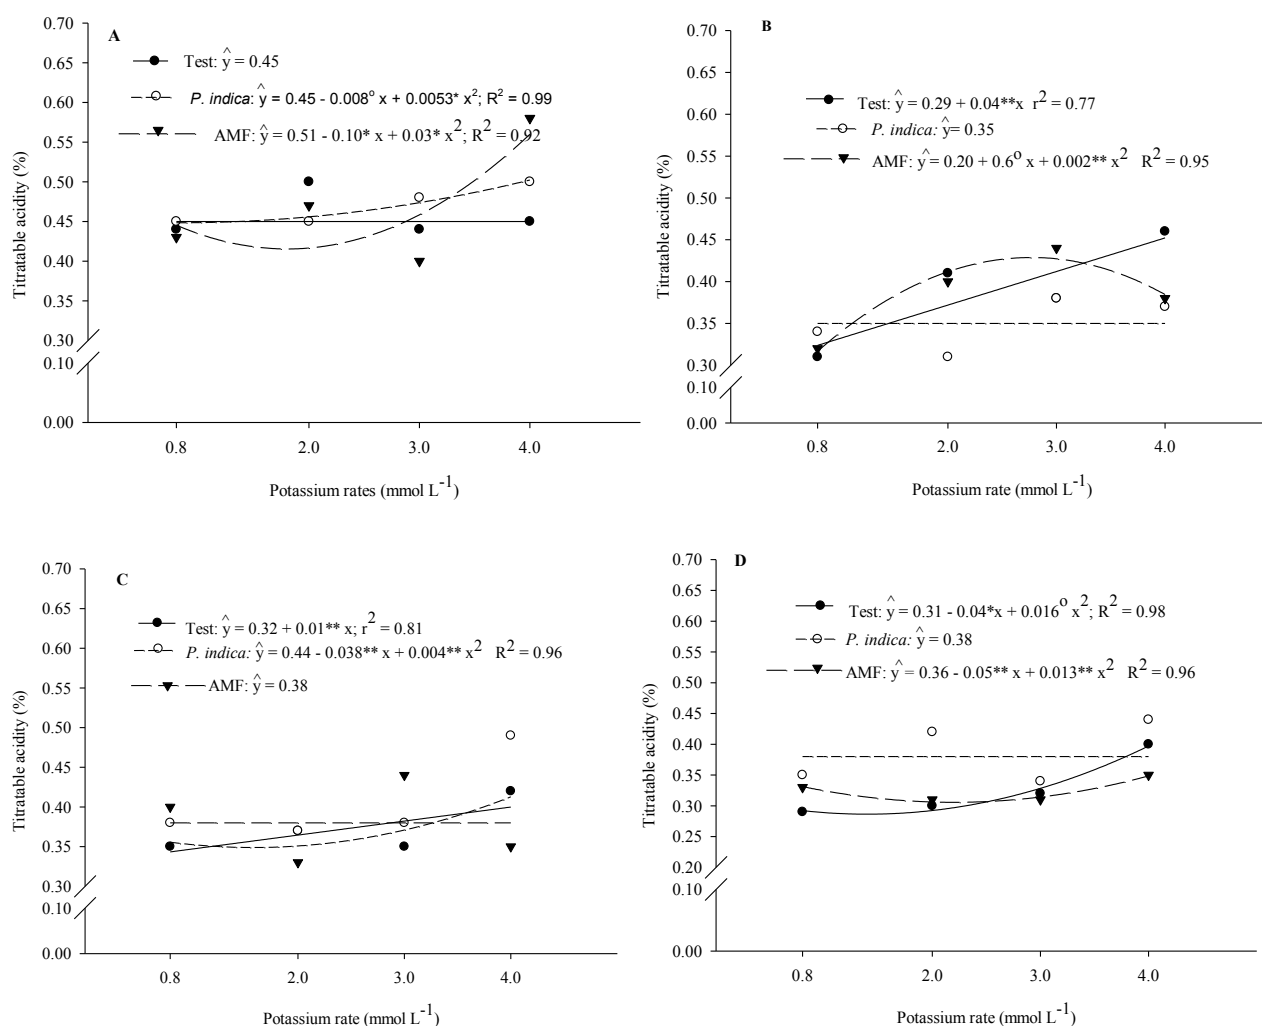 A
Test: ŷ = 0.45
P. indica: ŷ = 0.45 - 0.008° x + 0.0053* x²; R² = 0.99
AMF: ŷ = 0.51 - 0.10* x + 0.03* x²; R² = 0.92
Titratable acidity (%)
0.70
0.65
0.60
0.55
0.50
0.45
0.40
0.35
0.30
0.10
0.00
0.8 2.0 3.0 4.0
Potassium rates (mmol L⁻¹)
B
Test: ŷ = 0.29 + 0.04**x r² = 0.77
P. indica: ŷ= 0.35
AMF: ŷ = 0.20 + 0.6° x + 0.002** x² R² = 0.95
Titratable acidity (%)
0.70
0.65
0.60
0.55
0.50
0.45
0.40
0.35
0.30
0.10
0.00
0.8 2.0 3.0 4.0
Potassium rate (mmol L⁻¹)
C
Test: ŷ = 0.32 + 0.01** x; r² = 0.81
P. indica: ŷ = 0.44 - 0.038** x + 0.004** x² R² = 0.96
AMF: ŷ = 0.38
Titratable acidity (%)
0.70
0.65
0.60
0.55
0.50
0.45
0.40
0.35
0.30
0.10
0.00
0.8 2.0 3.0 4.0
Potassium rate (mmol L⁻¹)
D
Test: ŷ = 0.31 - 0.04*x + 0.016° x²; R² = 0.98
P. indica: ŷ = 0.38
AMF: ŷ = 0.36 - 0.05** x + 0.013** x² R² = 0.96
Titratable acidity (%)
0.70
0.65
0.60
0.55
0.50
0.45
0.40
0.35
0.30
0.25
0.20
0.10
0.00
0.8 2.0 3.0 4.0
Potassium rate (mmol L⁻¹)